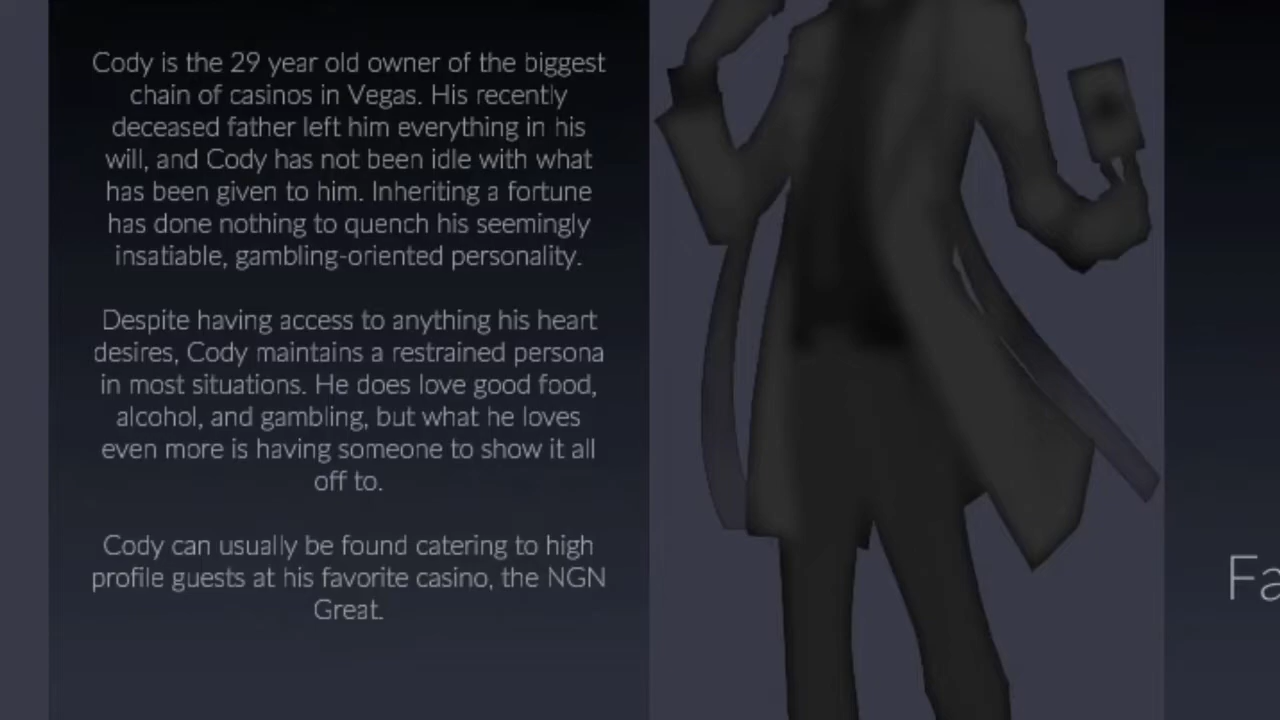 Cody is the 29 year old owner of the biggest
chain of casinos in Vegas. His recently
deceased father left him everything in his
will, and Cody has not been idle with what
has been given to him. Inheriting a fortune
has done nothing to quench his seemingly
insatiable, gambling-oriented personality.
Despite having access to anything his heart
desires, Cody maintains a restrained persona
in most situations. He does love good food,
alcohol, and gambling, but what he loves
even more is having someone to show it all
off to.
Cody can usually be found catering to high
profile guests at his favorite casino, the NGN
Great.
Fa